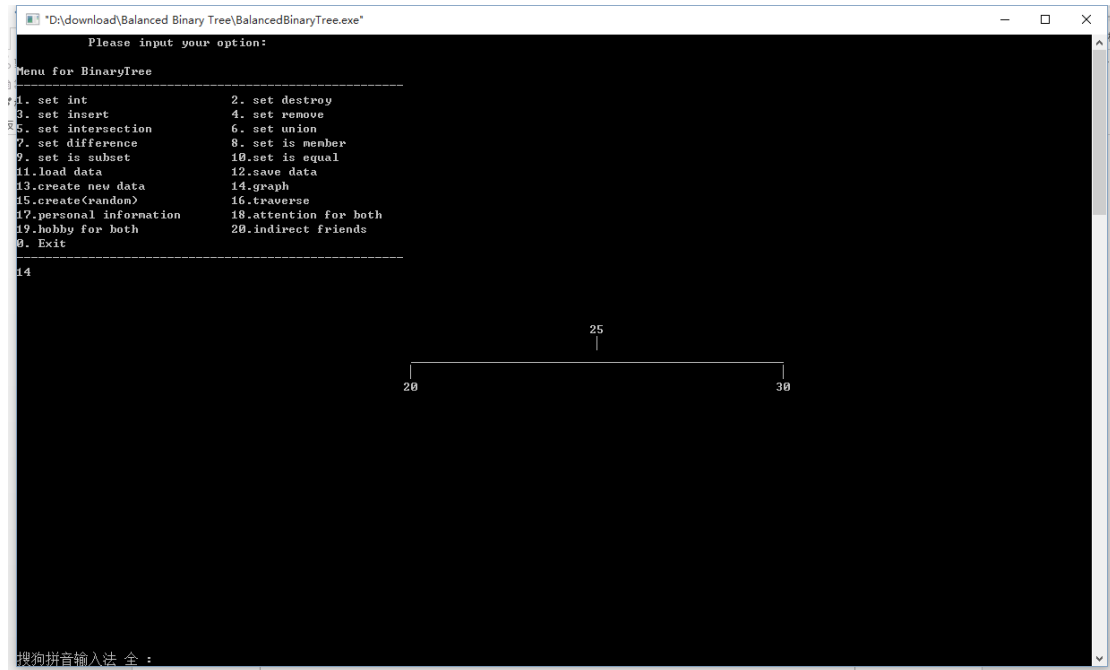 "D:\download\Balanced Binary Tree\BalancedBinaryTree.exe"
Please input your option:
Menu for BinaryTree
------------------------------------------------------
1. set int 2. set destroy
3. set insert 4. set remove
5. set intersection 6. set union
7. set difference 8. set is member
9. set is subset 10.set is equal
11.load data 12.save data
13.create new data 14.graph
15.create(random) 16.traverse
17.personal information 18.attention for both
19.hobby for both 20.indirect friends
0. Exit
------------------------------------------------------
14
25
20 30
搜狗拼音输入法 全 :